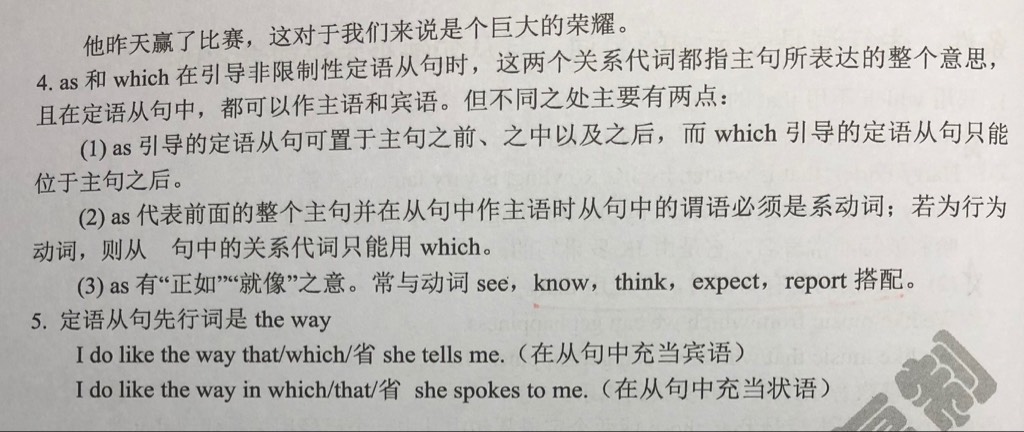 他昨天赢了比赛，这对于我们来说是个巨大的荣耀。
4. as 和 which 在引导非限制性定语从句时，这两个关系代词都指主句所表达的整个意思，
且在定语从句中，都可以作主语和宾语。但不同之处主要有两点：
(1) as 引导的定语从句可置于主句之前、之中以及之后，而 which 引导的定语从句只能
位于主句之后。
(2) as 代表前面的整个主句并在从句中作主语时从句中的谓语必须是系动词；若为行为
动词，则从 句中的关系代词只能用 which。
(3) as 有“正如”“就像”之意。常与动词 see，know，think，expect，report 搭配。
5. 定语从句先行词是 the way
I do like the way that/which/省 she tells me.（在从句中充当宾语）
I do like the way in which/that/省 she spokes to me.（在从句中充当状语）
制